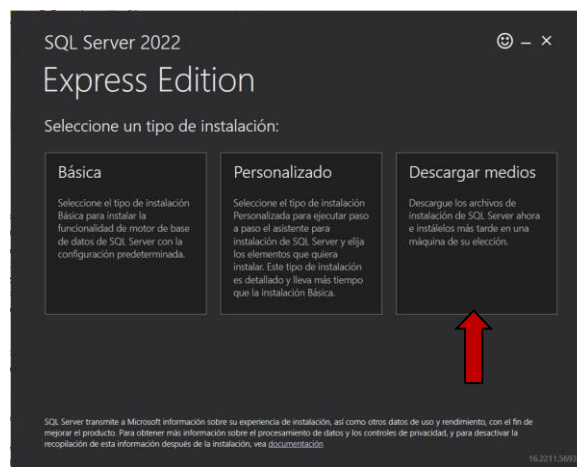 SQL Server 2022
Express Edition
Seleccione un tipo de instalación:
Básica
Seleccione el tipo de instalación
Básica para instalar la
funcionalidad de motor de base
de datos de SQL Server con la
configuración predeterminada.
Personalizado
Seleccione el tipo de instalación
Personalizada para ejecutar paso
a paso el asistente para
instalación de SQL Server y elija
los elementos que quiera
instalar. Este tipo de instalación
es detallado y lleva más tiempo
que la instalación Básica.
Descargar medios
Descargue los archivos de
instalación de SQL Server ahora
e instálelos más tarde en una
máquina de su elección.
SQL Server transmite a Microsoft información sobre su experiencia de instalación, así como otros datos de uso y rendimiento, con el fin de
mejorar el producto. Para obtener más información sobre el procesamiento de datos y los controles de privacidad, y para desactivar la
recopilación de esta información después de la instalación, vea documentación
16.2211.5693